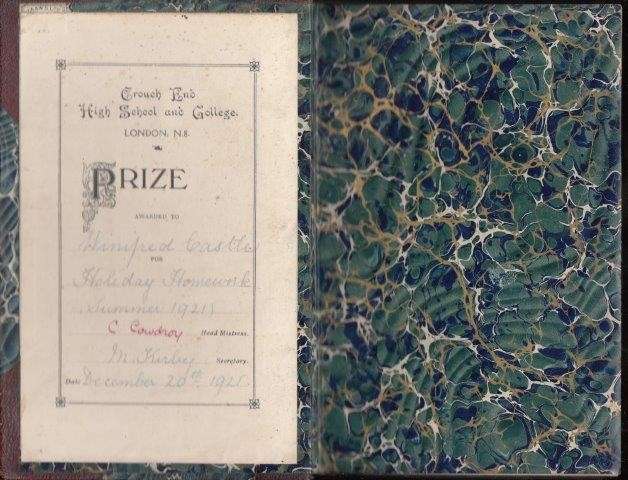 Crouch End
High School and College.
LONDON, N.8.
PRIZE
AWARDED TO
Winifred Castle
FOR
Holiday Homework
Summer 1921
C Cowdroy Head Mistress.
M. Kirby Secretary.
Date December 20th 1921